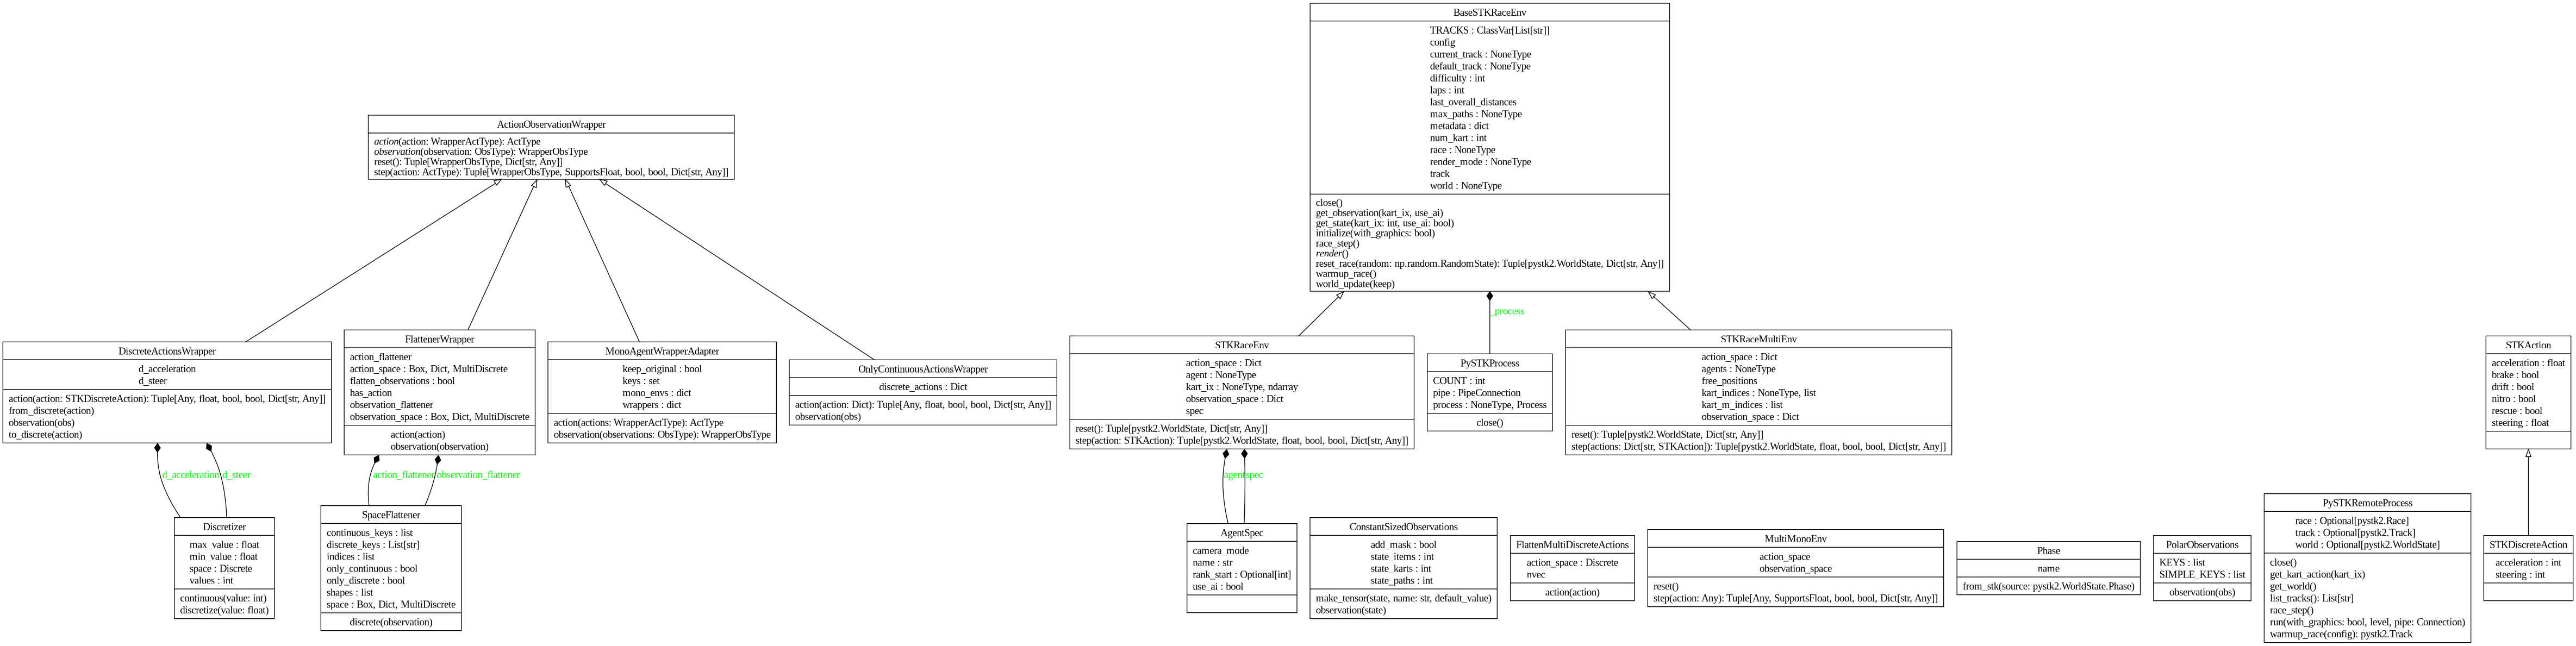 BaseSTKRaceEnv
TRACKS : ClassVar[List[str]]
config
current_track : NoneType
default_track : NoneType
difficulty : int
laps : int
last_overall_distances
max_paths : NoneType
metadata : dict
num_kart : int
race : NoneType
render_mode : NoneType
track
world : NoneType
close()
get_observation(kart_ix, use_ai)
get_state(kart_ix: int, use_ai: bool)
initialize(with_graphics: bool)
race_step()
render()
reset_race(random: np.random.RandomState): Tuple[pystk2.WorldState, Dict[str, Any]]
warmup_race()
world_update(keep)
ActionObservationWrapper
action(action: WrapperActType): ActType
observation(observation: ObsType): WrapperObsType
reset(): Tuple[WrapperObsType, Dict[str, Any]]
step(action: ActType): Tuple[WrapperObsType, SupportsFloat, bool, bool, Dict[str, Any]]
DiscreteActionsWrapper
d_acceleration
d_steer
action(action: STKDiscreteAction): Tuple[Any, float, bool, bool, Dict[str, Any]]
from_discrete(action)
observation(obs)
to_discrete(action)
FlattenerWrapper
action_flattener
action_space : Box, Dict, MultiDiscrete
flatten_observations : bool
has_action
observation_flattener
observation_space : Box, Dict, MultiDiscrete
action(action)
observation(observation)
MonoAgentWrapperAdapter
keep_original : bool
keys : set
mono_envs : dict
wrappers : dict
action(actions: WrapperActType): ActType
observation(observations: ObsType): WrapperObsType
OnlyContinuousActionsWrapper
discrete_actions : Dict
action(action: Dict): Tuple[Any, float, bool, bool, Dict[str, Any]]
observation(obs)
STKRaceEnv
action_space : Dict
agent : NoneType
kart_ix : NoneType, ndarray
observation_space : Dict
spec
reset(): Tuple[pystk2.WorldState, Dict[str, Any]]
step(action: STKAction): Tuple[pystk2.WorldState, float, bool, bool, Dict[str, Any]]
_process
PySTKProcess
COUNT : int
pipe : PipeConnection
process : NoneType, Process
close()
STKRaceMultiEnv
action_space : Dict
agents : NoneType
free_positions
kart_indices : NoneType, list
kart_m_indices : list
observation_space : Dict
reset(): Tuple[pystk2.WorldState, Dict[str, Any]]
step(actions: Dict[str, STKAction]): Tuple[pystk2.WorldState, float, bool, bool, Dict[str, Any]]
STKAction
acceleration : float
brake : bool
drift : bool
nitro : bool
rescue : bool
steering : float
d_acceleration
d_steer
action_flattener
observation_flattener
agent
spec
Discretizer
max_value : float
min_value : float
space : Discrete
values : int
continuous(value: int)
discretize(value: float)
SpaceFlattener
continuous_keys : list
discrete_keys : List[str]
indices : list
only_continuous : bool
only_discrete : bool
shapes : list
space : Box, Dict, MultiDiscrete
discrete(observation)
AgentSpec
camera_mode
name : str
rank_start : Optional[int]
use_ai : bool
ConstantSizedObservations
add_mask : bool
state_items : int
state_karts : int
state_paths : int
make_tensor(state, name: str, default_value)
observation(state)
FlattenMultiDiscreteActions
action_space : Discrete
nvec
action(action)
MultiMonoEnv
action_space
observation_space
reset()
step(action: Any): Tuple[Any, SupportsFloat, bool, bool, Dict[str, Any]]
Phase
name
from_stk(source: pystk2.WorldState.Phase)
PolarObservations
KEYS : list
SIMPLE_KEYS : list
observation(obs)
PySTKRemoteProcess
race : Optional[pystk2.Race]
track : Optional[pystk2.Track]
world : Optional[pystk2.WorldState]
close()
get_kart_action(kart_ix)
get_world()
list_tracks(): List[str]
race_step()
run(with_graphics: bool, level, pipe: Connection)
warmup_race(config): pystk2.Track
STKDiscreteAction
acceleration : int
steering : int